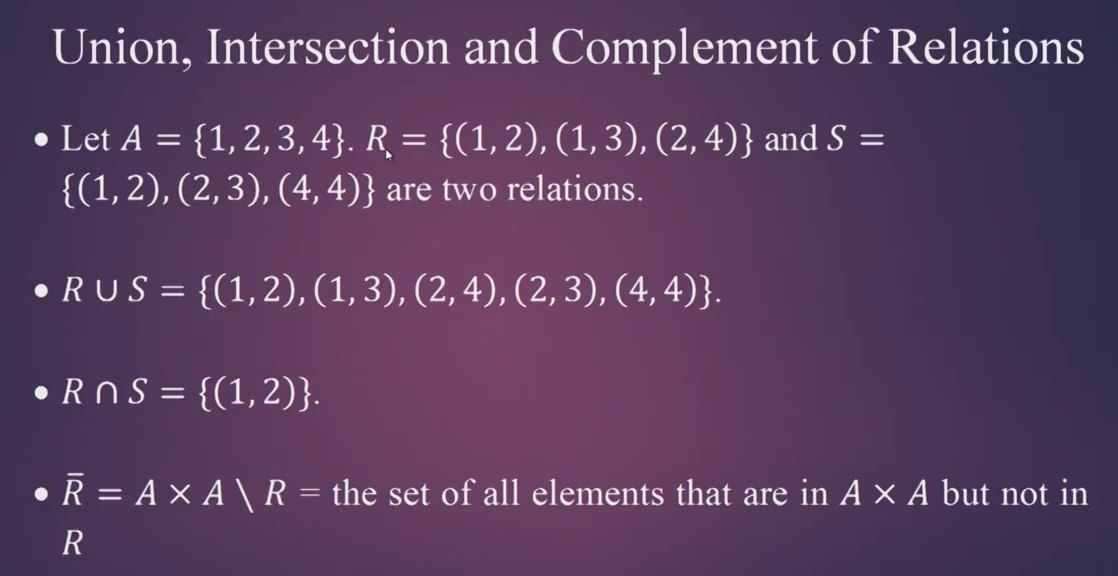 Union, Intersection and Complement of Relations
• Let A = {1, 2, 3, 4}. R = {(1, 2), (1, 3), (2, 4)} and S =
{(1, 2), (2, 3), (4, 4)} are two relations.
• R ∪ S = {(1, 2), (1, 3), (2, 4), (2, 3), (4, 4)}.
• R ∩ S = {(1, 2)}.
• R̅ = A × A \ R = the set of all elements that are in A × A but not in
R